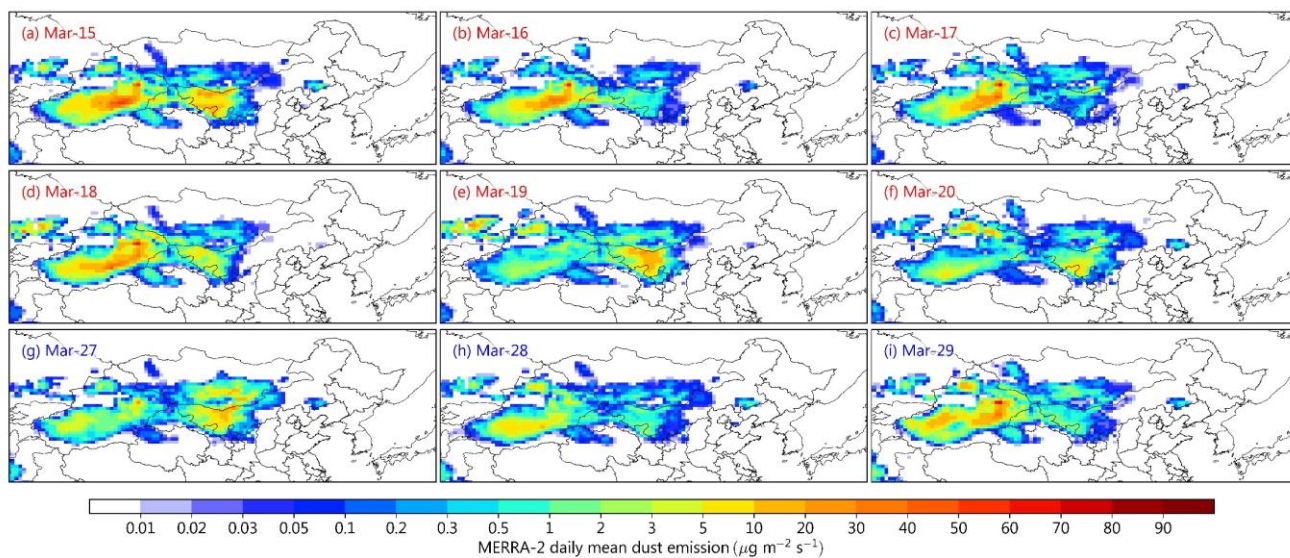 (a) Mar-15
(b) Mar-16
(c) Mar-17
(d) Mar-18
(e) Mar-19
(f) Mar-20
(g) Mar-27
(h) Mar-28
(i) Mar-29
0.01 0.02 0.03 0.05 0.1 0.2 0.3 0.5 1 2 3 5 10 20 30 40 50 60 70 80 90
MERRA-2 daily mean dust emission (μg m⁻² s⁻¹)